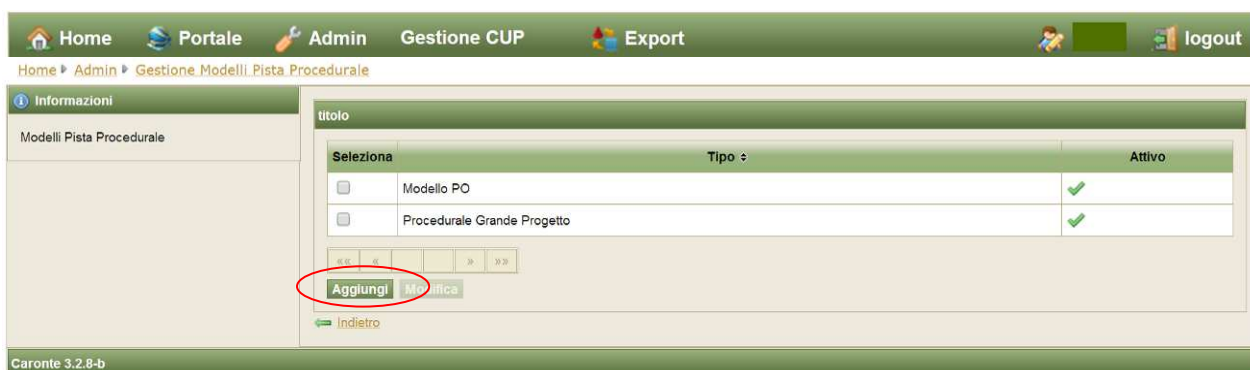 Home Portale Admin Gestione CUP Export logout
Home Admin Gestione Modelli Pista Procedurale
Informazioni
Modelli Pista Procedurale
titolo
Seleziona Tipo Attivo
Modello PO
Procedurale Grande Progetto
«« « » »»
Aggiungi Modifica
Indietro
Caronte 3.2.8-b